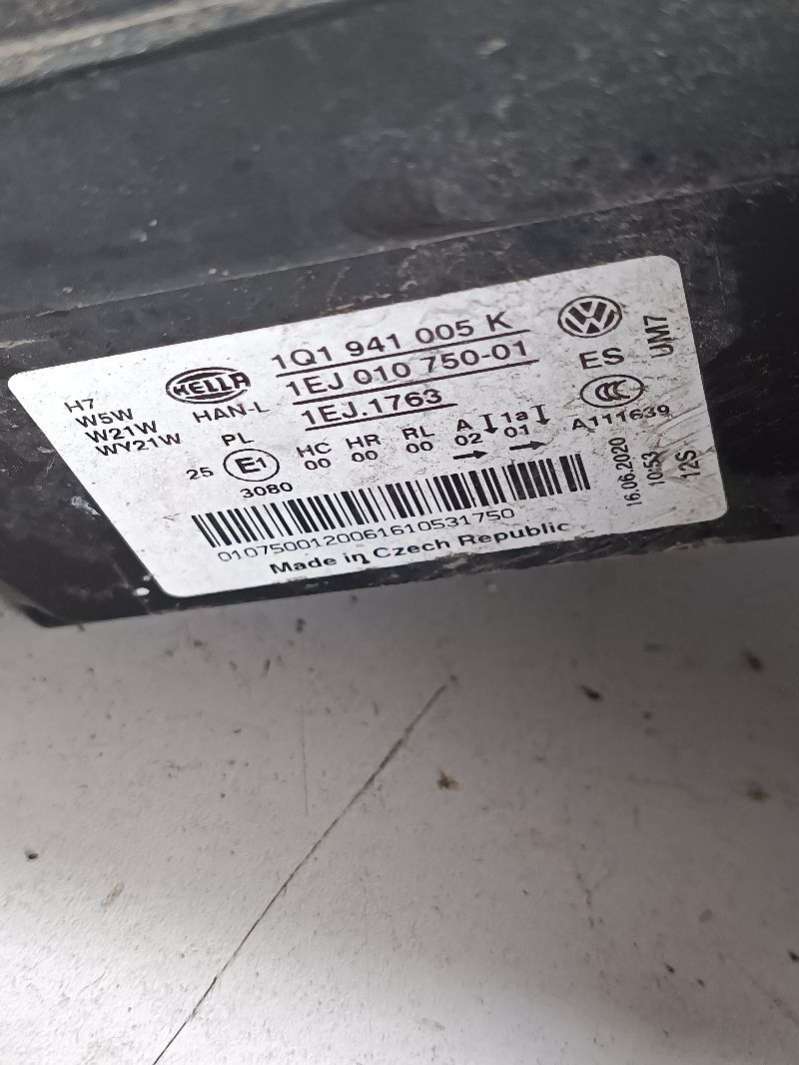 H7
W5W
W21W
WY21W
HELLA
HAN-L
1Q1 941 005 K
1EJ 010 750-01
1EJ.1763
ES
UM7
CCC
A111639
PL
25 E1 3080
HC 00
HR 00
RL 00
A 02
1a 01
16.06.2020
10:53
12S
0107500120061610531750
Made in Czech Republic